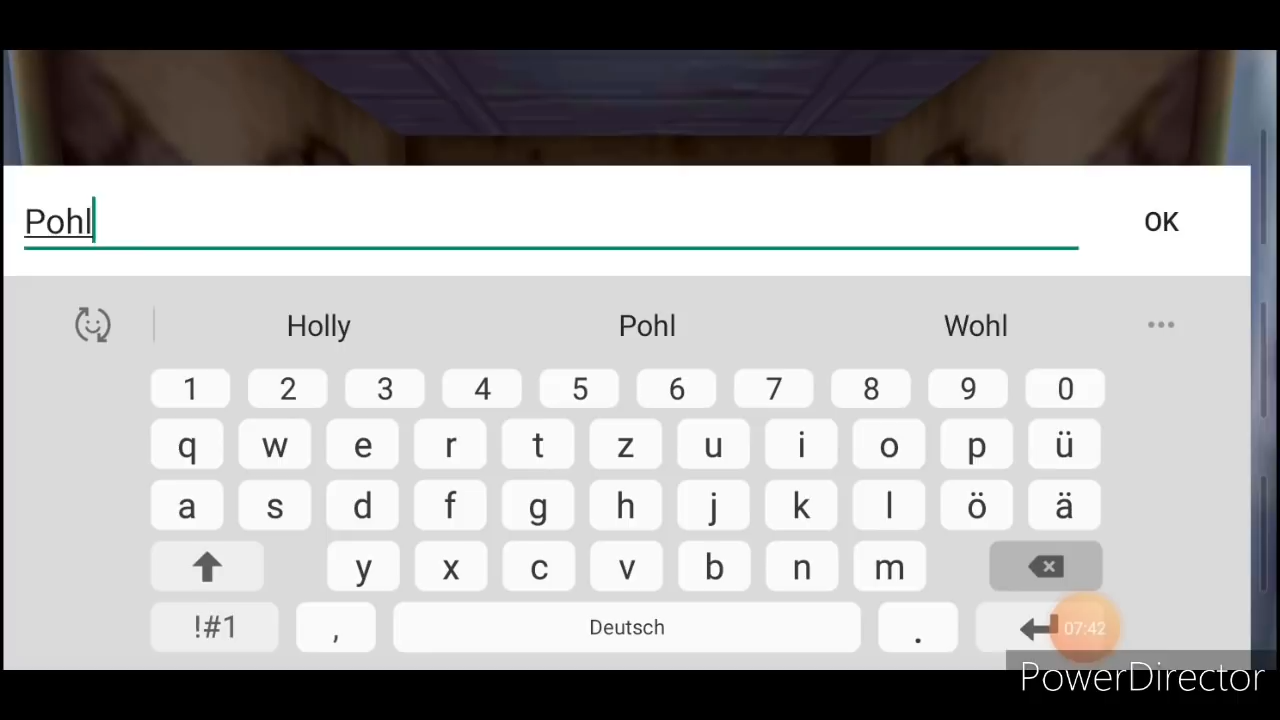 Pohl
OK
Holly Pohl Wohl
1 2 3 4 5 6 7 8 9 0
q w e r t z u i o p ü
a s d f g h j k l ö ä
y x c v b n m
!#1 , Deutsch .
07:42
PowerDirector